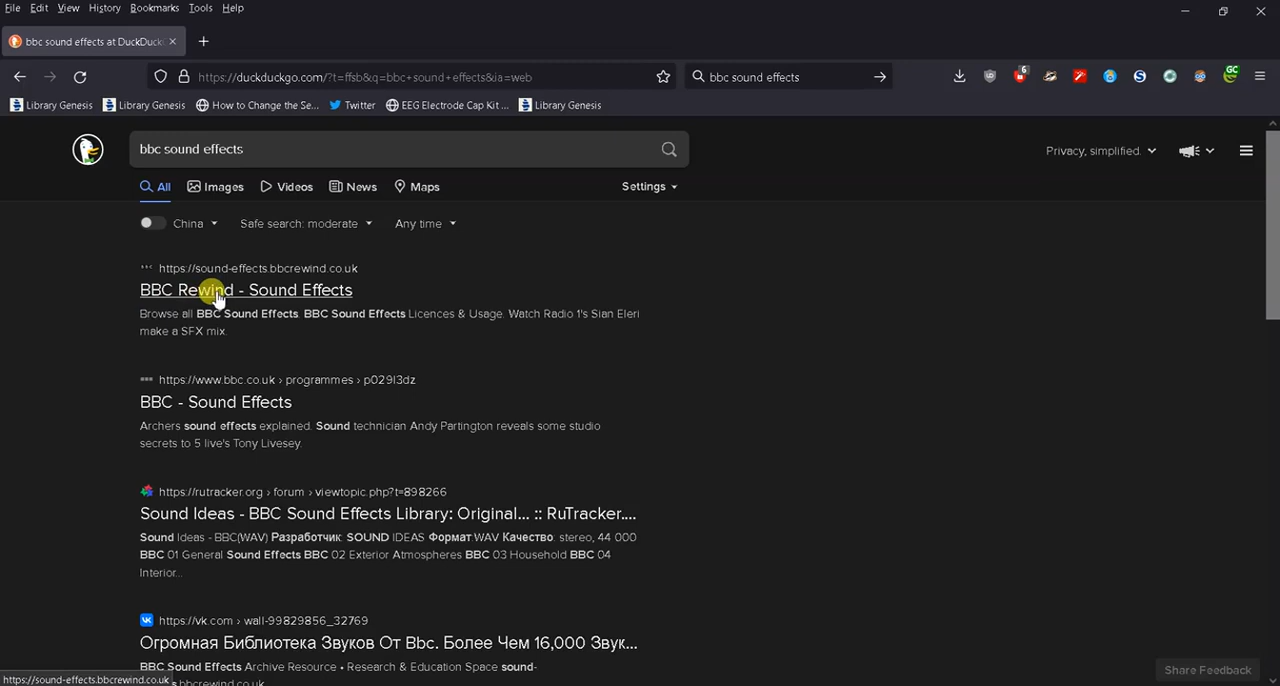 File Edit View History Bookmarks Tools Help
bbc sound effects at DuckDuck
https://duckduckgo.com/?t=ffsb&q=bbc+sound+effects&ia=web
bbc sound effects
6
GC
Library Genesis
Library Genesis
How to Change the Se...
Twitter
EEG Electrode Cap Kit ...
Library Genesis
bbc sound effects
Privacy, simplified.
All
Images
Videos
News
Maps
Settings
China
Safe search: moderate
Any time
https://sound-effects.bbcrewind.co.uk
BBC Rewind - Sound Effects
Browse all BBC Sound Effects. BBC Sound Effects Licences & Usage. Watch Radio 1's Sian Eleri
make a SFX mix.
https://www.bbc.co.uk › programmes › p029l3dz
BBC - Sound Effects
Archers sound effects explained. Sound technician Andy Partington reveals some studio
secrets to 5 live's Tony Livesey.
https://rutracker.org › forum › viewtopic.php?t=898266
Sound Ideas - BBC Sound Effects Library: Original... :: RuTracker....
Sound Ideas - BBC(WAV) Разработчик: SOUND IDEAS Формат:WAV Качество: stereo, 44 000
BBC 01 General Sound Effects BBC 02 Exterior Atmospheres BBC 03 Household BBC 04
Interior...
https://vk.com › wall-99829856_32769
Огромная Библиотека Звуков От Bbc. Более Чем 16,000 Звук...
BBC Sound Effects Archive Resource • Research & Education Space sound-
s.bbcrewind.co.uk
https://sound-effects.bbcrewind.co.uk
Share Feedback